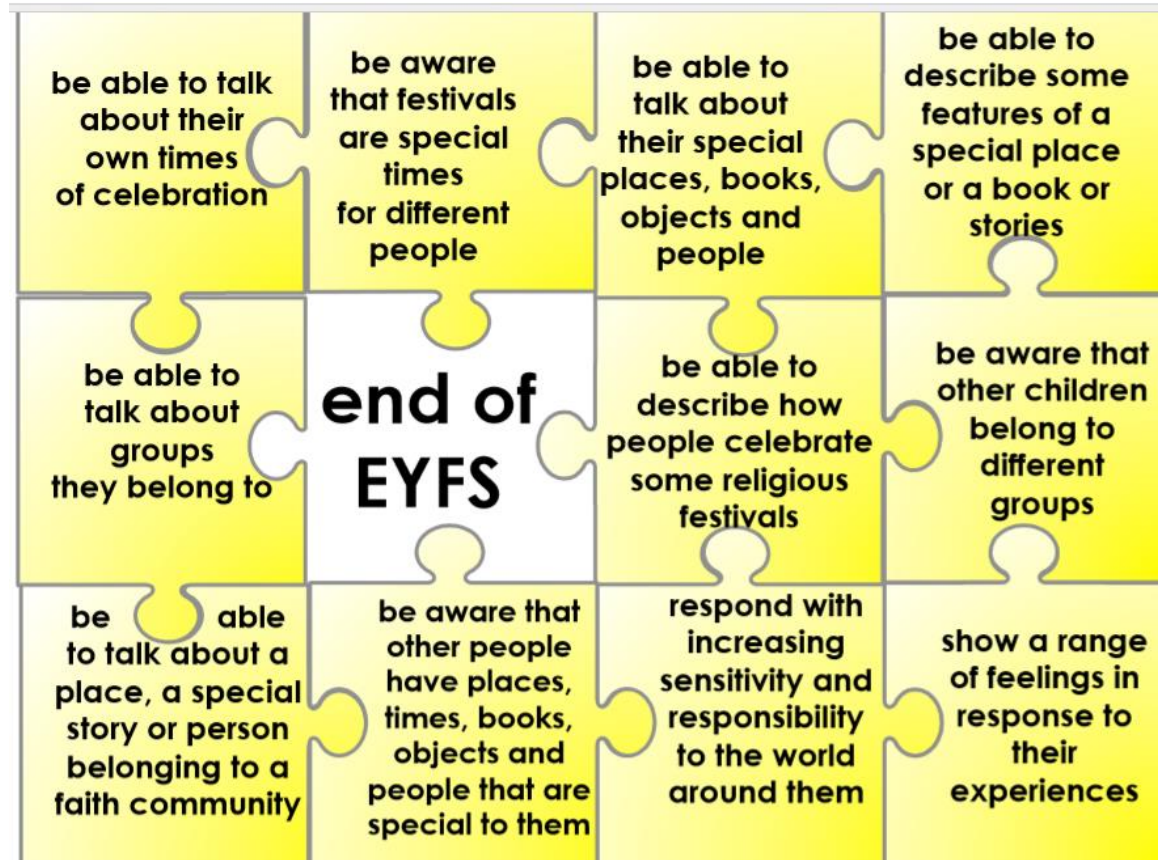 be able to talk
about their
own times
of celebration
be aware
that festivals
are special
times
for different
people
be able to
talk about
their special
places, books,
objects and
people
be able to
describe some
features of a
special place
or a book or
stories
be able to
talk about
groups
they belong to
end of
EYFS
be able to
describe how
people celebrate
some religious
festivals
be aware that
other children
belong to
different
groups
be able
to talk about a
place, a special
story or person
belonging to a
faith community
be aware that
other people
have places,
times, books,
objects and
people that are
special to them
respond with
increasing
sensitivity and
responsibility
to the world
around them
show a range
of feelings in
response to
their
experiences